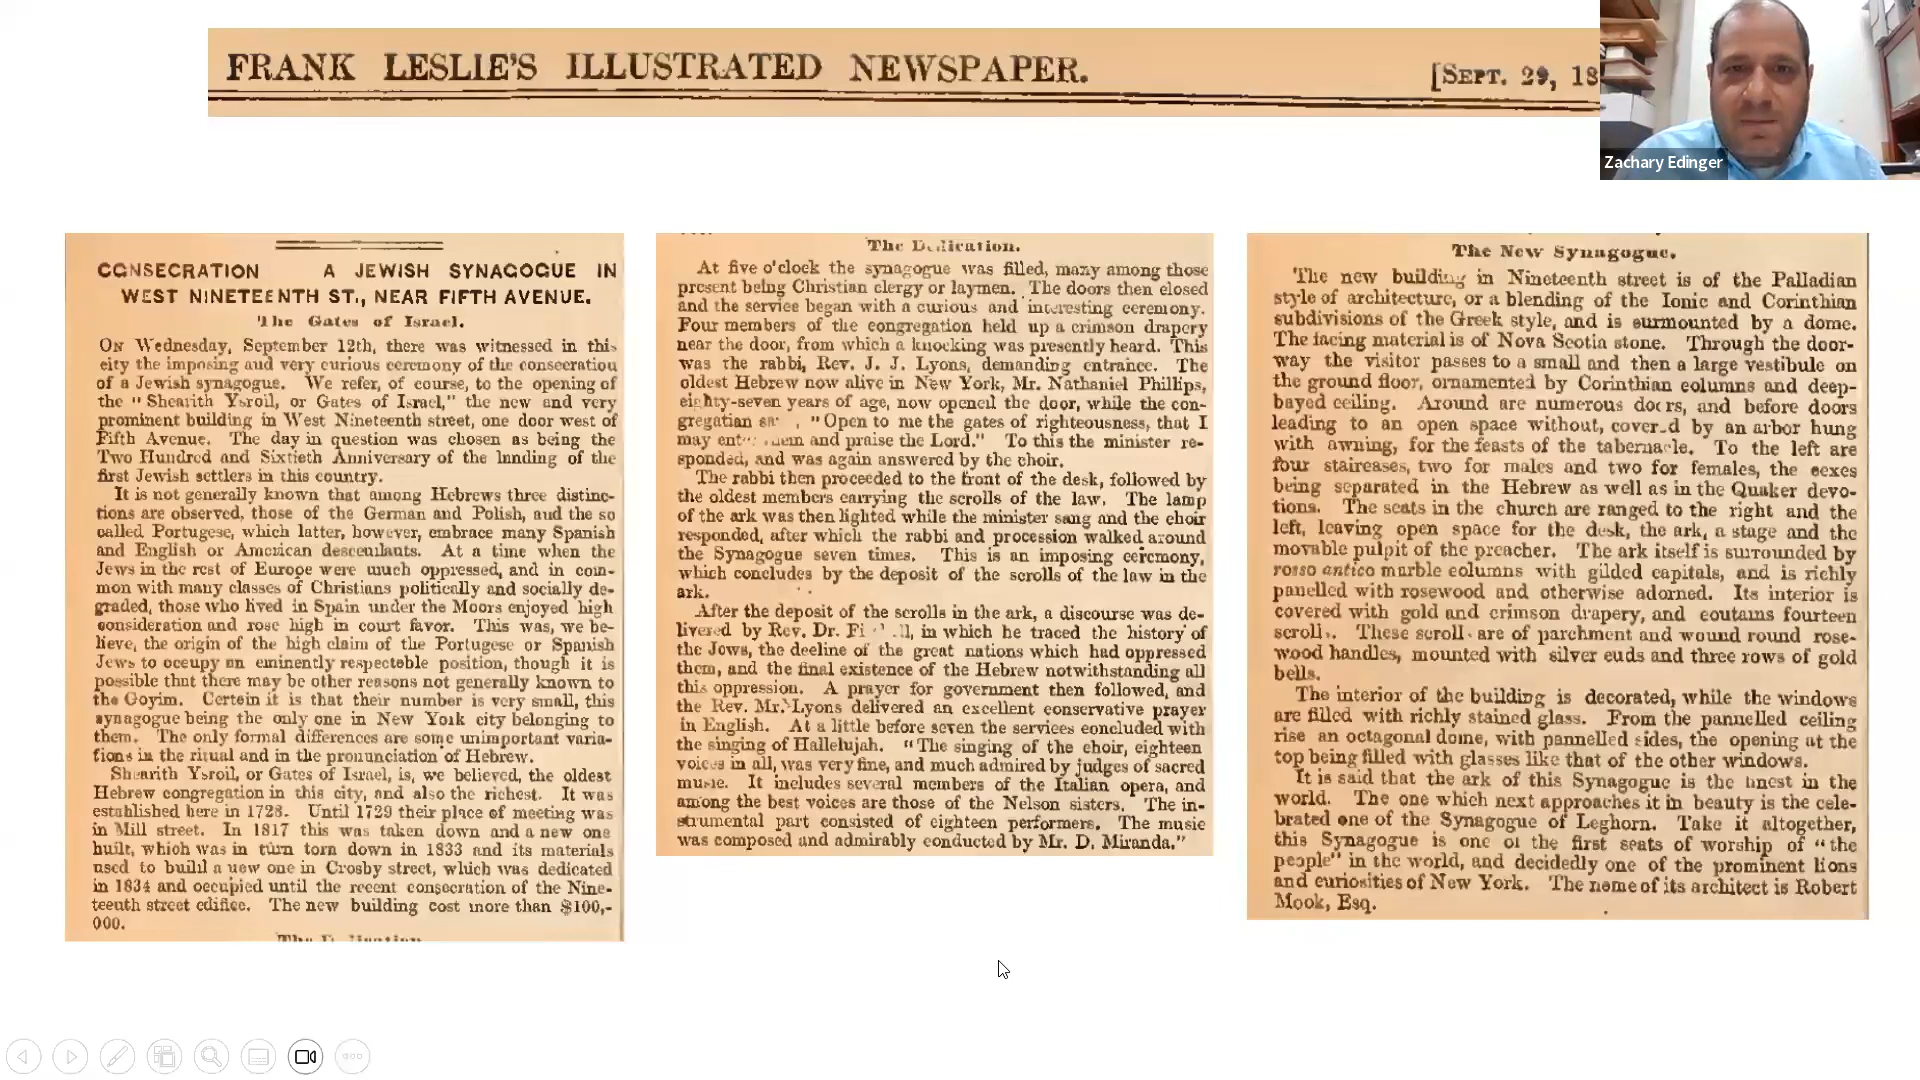 FRANK LESLIE'S ILLUSTRATED NEWSPAPER.
[SEPT. 29, 18
Zachary Edinger
CONSECRATION A JEWISH SYNAGOGUE IN
WEST NINETEENTH ST., NEAR FIFTH AVENUE.
The Gates of Israel.
ON Wednesday, September 12th, there was witnessed in this
city the imposing and very curious ceremony of the consecration
of a Jewish synagogue. We refer, of course, to the opening of
the "Shearith Ysroil, or Gates of Israel," the new and very
prominent building in West Nineteenth street, one door west of
Fifth Avenue. The day in question was chosen as being the
Two Hundred and Sixtieth Anniversary of the landing of the
first Jewish settlers in this country.
It is not generally known that among Hebrews three distinc-
tions are observed, those of the German and Polish, and the so
called Portugese, which latter, however, embrace many Spanish
and English or American descendants. At a time when the
Jews in the rest of Europe were much oppressed, and in com-
mon with many classes of Christians politically and socially de-
graded, those who lived in Spain under the Moors enjoyed high
consideration and rose high in court favor. This was, we be-
lieve, the origin of the high claim of the Portugese or Spanish
Jews to occupy an eminently respectable position, though it is
possible that there may be other reasons not generally known to
the Goyim. Certain it is that their number is very small, this
synagogue being the only one in New York city belonging to
them. The only formal differences are some unimportant varia-
tions in the ritual and in the pronunciation of Hebrew.
Shearith Ysroil, or Gates of Israel, is, we believed, the oldest
Hebrew congregation in this city, and also the richest. It was
established here in 1728. Until 1729 their place of meeting was
in Mill street. In 1817 this was taken down and a new one
built, which was in turn torn down in 1833 and its materials
used to build a new one in Crosby street, which was dedicated
in 1834 and occupied until the recent consecration of the Nine-
teenth street edifice. The new building cost more than $100,-
000.
The Dedication.
At five o'clock the synagogue was filled, many among those
present being Christian clergy or laymen. The doors then closed
and the service began with a curious and interesting ceremony.
Four members of the congregation held up a crimson drapery
near the door, from which a knocking was presently heard. This
was the rabbi, Rev. J. J. Lyons, demanding entrance. The
oldest Hebrew now alive in New York, Mr. Nathaniel Phillips,
eighty-seven years of age, now opened the door, while the con-
gregation "Open to me the gates of righteousness, that I
may and praise the Lord." To this the minister re-
sponded, and was again answered by the choir.
The rabbi then proceeded to the front of the desk, followed by
the oldest members carrying the scrolls of the law. The lamp
of the ark was then lighted while the minister sang and the choir
responded, after which the rabbi and procession walked around
the Synagogue seven times. This is an imposing ceremony,
which concludes by the deposit of the scrolls of the law in the
ark.
After the deposit of the scrolls in the ark, a discourse was de-
livered by Rev. Dr. in which he traced the history of
the Jews, the decline of the great nations which had oppressed
them, and the final existence of the Hebrew notwithstanding all
this oppression. A prayer for government then followed, and
the Rev. Mr. Lyons delivered an excellent conservative prayer
in English. At a little before seven the services concluded with
the singing of Hallelujah. "The singing of the choir, eighteen
voices in all, was very fine, and much admired by judges of sacred
music. It includes several members of the Italian opera, and
among the best voices are those of the Nelson sisters. The in-
strumental part consisted of eighteen performers. The music
was composed and admirably conducted by Mr. D. Miranda."
The New Synagogue.
The new building in Nineteenth street is of the Palladian
style of architecture, or a blending of the Ionic and Corinthian
subdivisions of the Greek style, and is surmounted by a dome.
The facing material is of Nova Scotia stone. Through the door-
way the visitor passes to a small and then a large vestibule on
the ground floor, ornamented by Corinthian columns and deep-
bayed ceiling. Around are numerous doors, and before doors
leading to an open space without, covered by an arbor hung
with awning, for the feasts of the tabernacle. To the left are
four staircases, two for males and two for females, the sexes
being separated in the Hebrew as well as in the Quaker devo-
tions. The seats in the church are ranged to the right and the
left, leaving open space for the desk, the ark, a stage and the
movable pulpit of the preacher. The ark itself is surrounded by
rosso antico marble columns with gilded capitals, and is richly
panelled with rosewood and otherwise adorned. Its interior is
covered with gold and crimson drapery, and contains fourteen
scrolls. These scrolls are of parchment and wound round rose-
wood handles, mounted with silver ends and three rows of gold
bells.
The interior of the building is decorated, while the windows
are filled with richly stained glass. From the pannelled ceiling
rise an octagonal dome, with pannelled sides, the opening at the
top being filled with glasses like that of the other windows.
It is said that the ark of this Synagogue is the finest in the
world. The one which next approaches it in beauty is the cele-
brated one of the Synagogue of Leghorn. Take it altogether,
this Synagogue is one of the first seats of worship of "the
people" in the world, and decidedly one of the prominent lions
and curiosities of New York. The name of its architect is Robert
Mook, Esq.